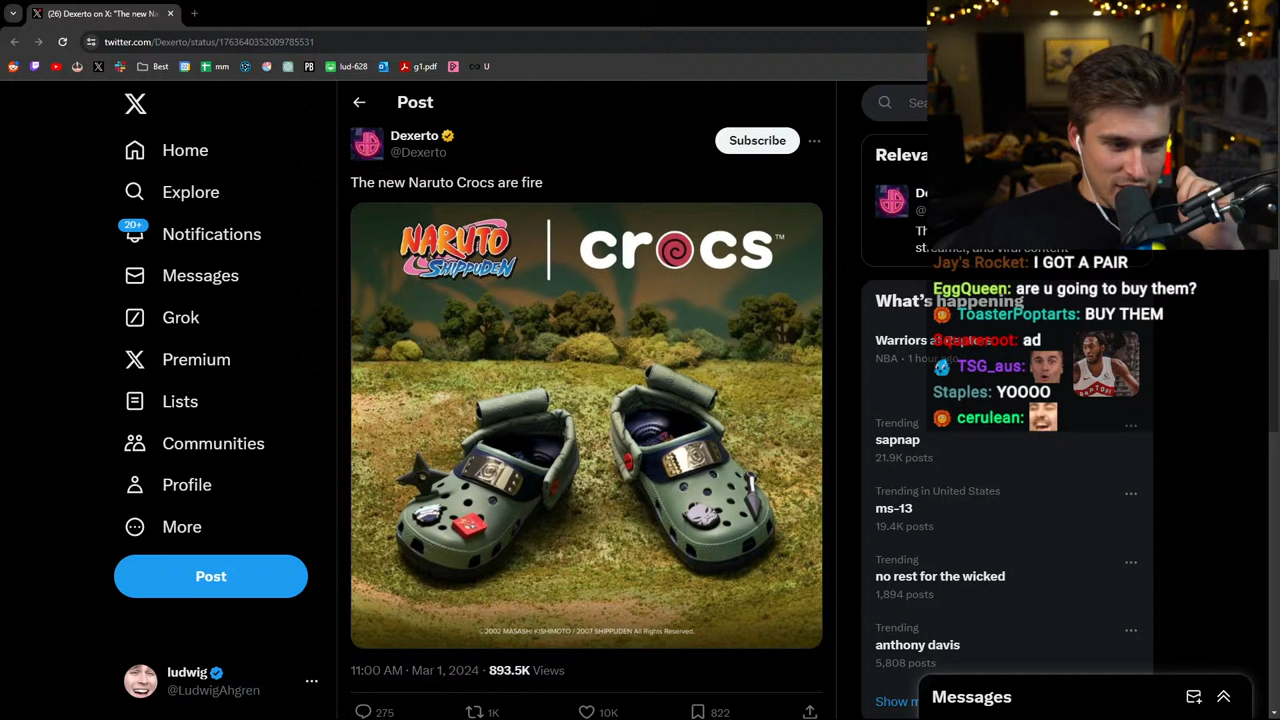 (26) Dexerto on X: "The new Na
twitter.com/Dexerto/status/1763640352009785531
Best
mm
PB
lud-628
g1.pdf
U
Home
Explore
20+
Notifications
Messages
Grok
Premium
Lists
Communities
Profile
More
Post
ludwig
@LudwigAhgren
Post
Dexerto
@Dexerto
Subscribe
The new Naruto Crocs are fire
NARUTO
SHIPPUDEN
crocs™
©2002 MASASHI KISHIMOTO / 2007 SHIPPUDEN All Rights Reserved.
11:00 AM · Mar 1, 2024 · 893.5K Views
275
1K
10K
822
Sea
Releva
De
@
Th
streamer, and viral content
Jay's Rocket: I GOT A PAIR
EggQueen: are u going to buy them?
ToasterPoptarts: BUY THEM
Squareoot: ad
TSG_aus:
Staples: YOOOO
cerulean:
What's happening
Warriors
NBA · 1 hour
Trending
sapnap
21.9K posts
Trending in United States
ms-13
19.4K posts
Trending
no rest for the wicked
1,894 posts
Trending
anthony davis
5,808 posts
Show m
Messages